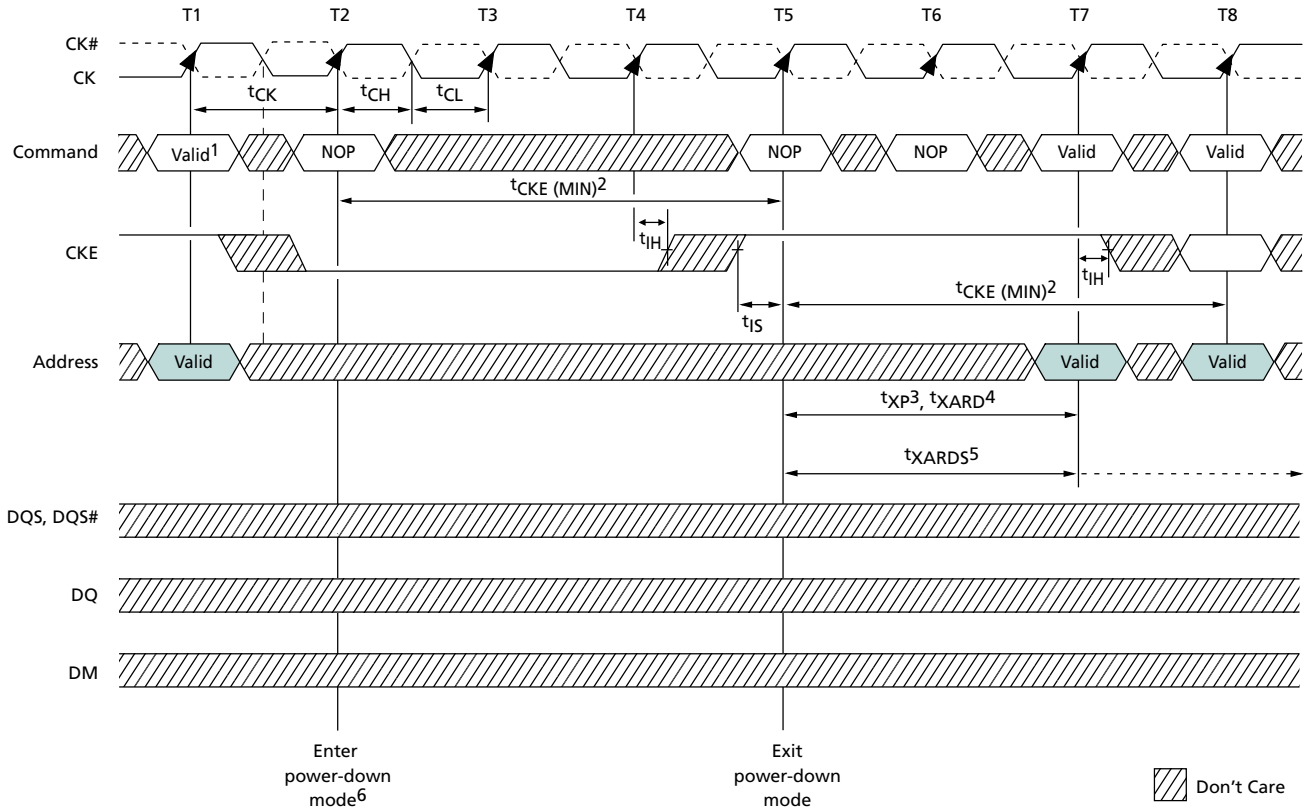 T1 T2 T3 T4 T5 T6 T7 T8
CK#
CK
tCK tCH tCL
Command Valid1 NOP NOP NOP Valid Valid
tCKE (MIN)2
CKE tIH tIH
tIS tCKE (MIN)2
Address Valid Valid Valid
tXP3, tXARD4
tXARDS5
DQS, DQS#
DQ
DM
Enter
power-down
mode6
Exit
power-down
mode
Don't Care